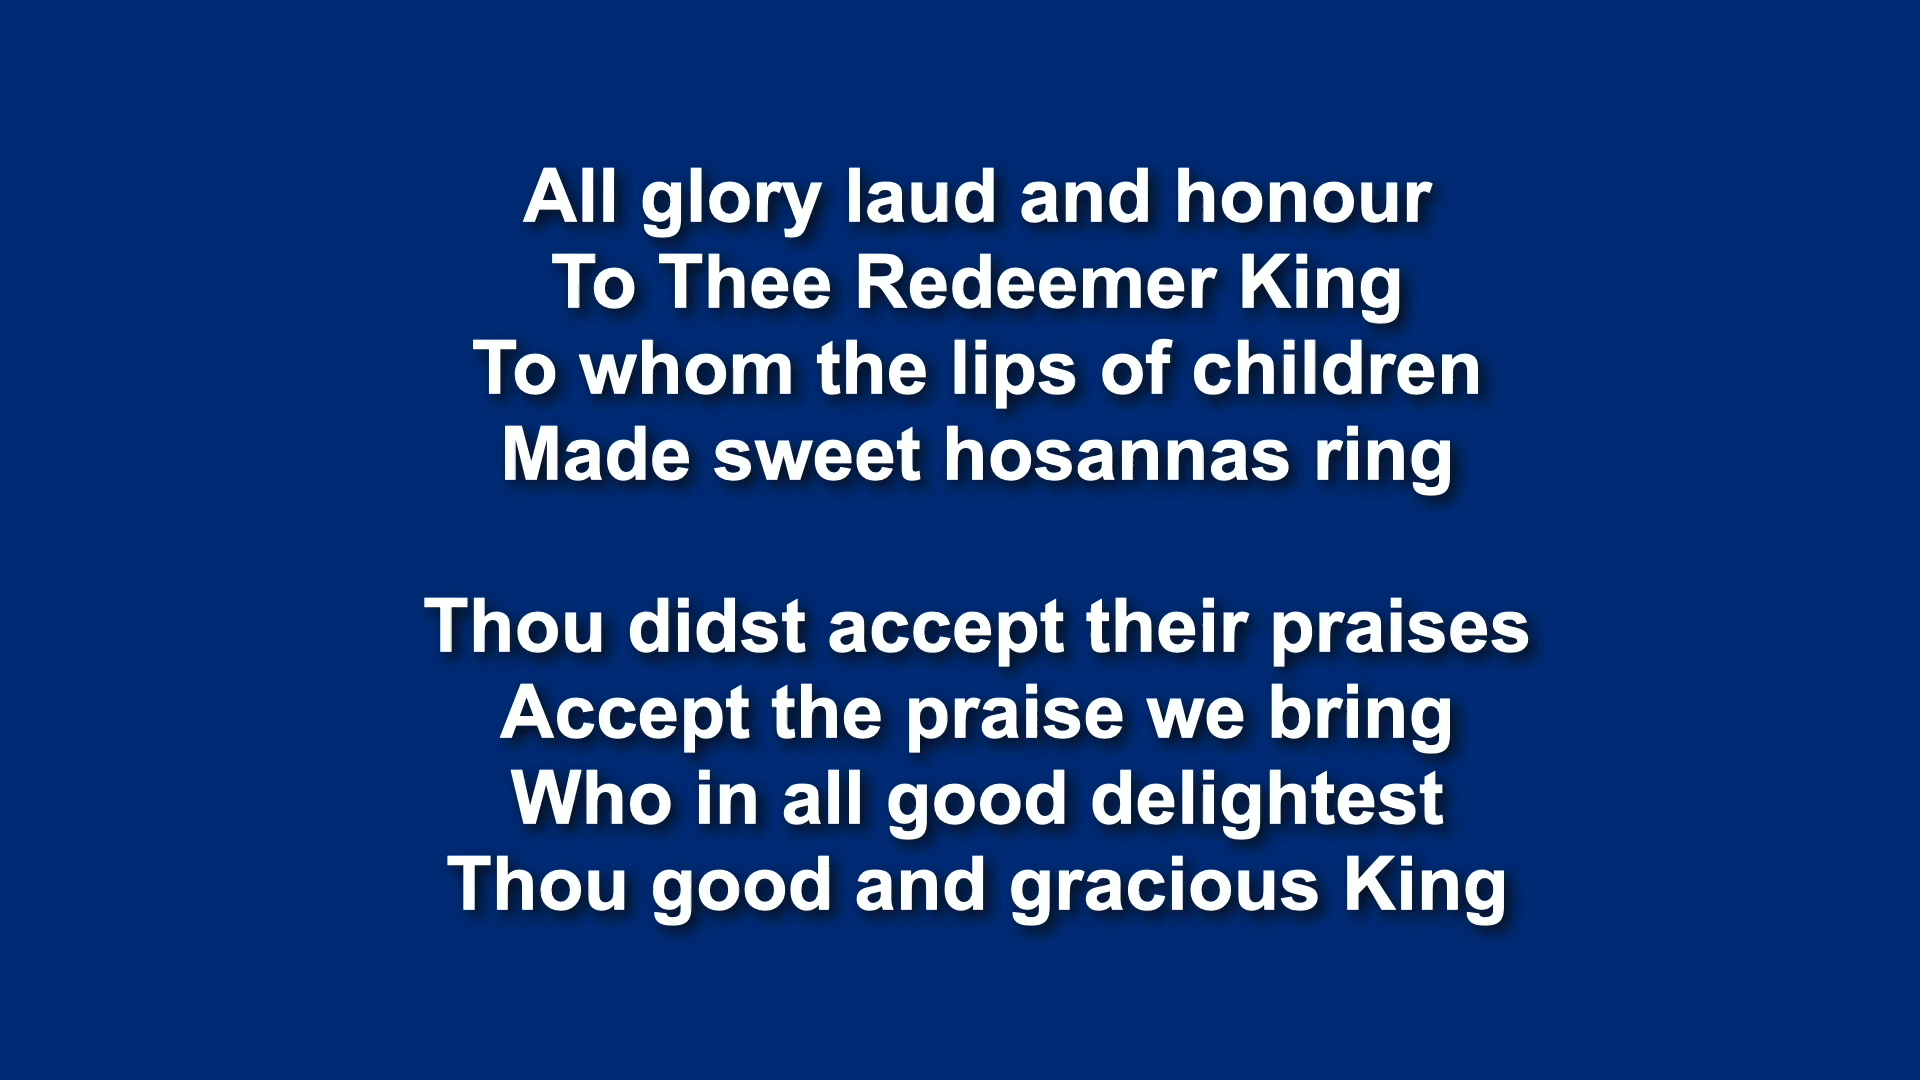 All glory laud and honour
To Thee Redeemer King
To whom the lips of children
Made sweet hosannas ring
Thou didst accept their praises
Accept the praise we bring
Who in all good delightest
Thou good and gracious King